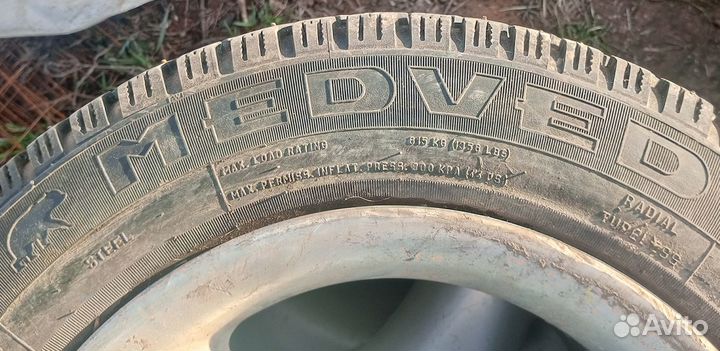 MEDVED
MAX. LOAD RATING 615 KG (1356 LBS)
MAX. PERMISS. INFLAT. PRESS. 300 KPA (44 PSI)
STEEL
RADIAL
TUBELESS
Avito